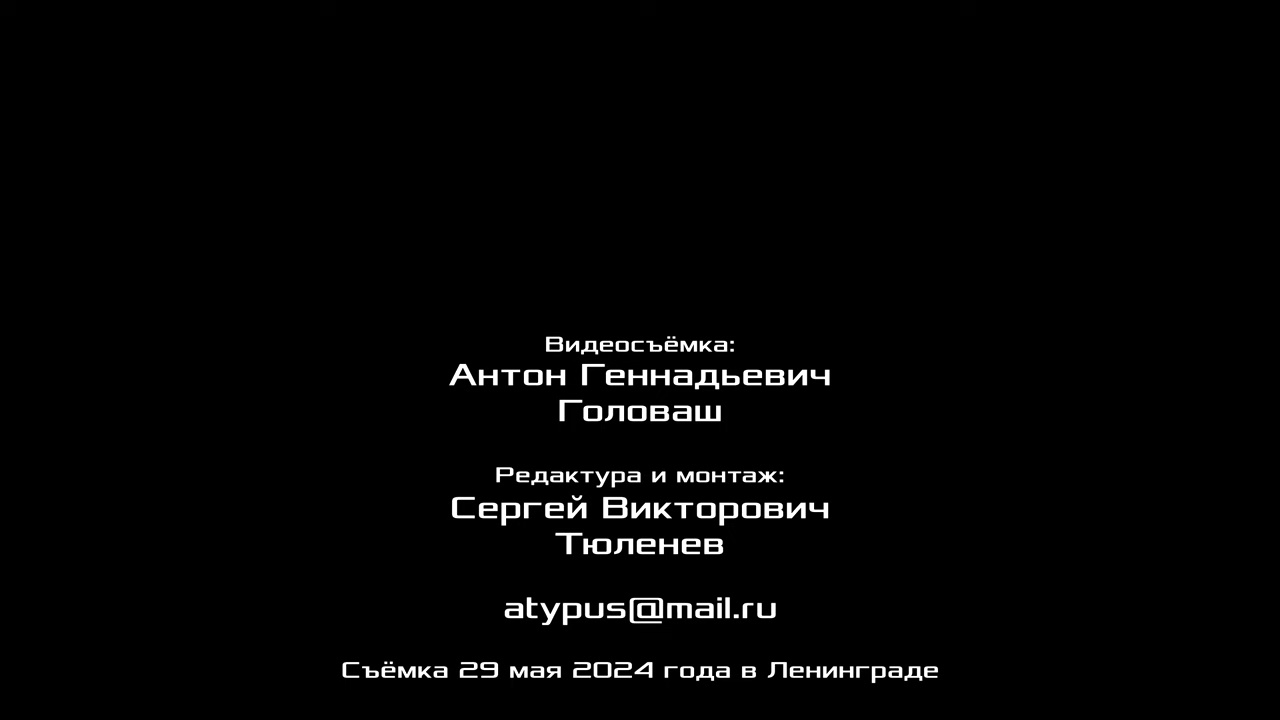 Видеосъёмка:
Антон Геннадьевич
Головаш
Редактура и монтаж:
Сергей Викторович
Тюленев
atypus@mail.ru
Съёмка 29 мая 2024 года в Ленинграде